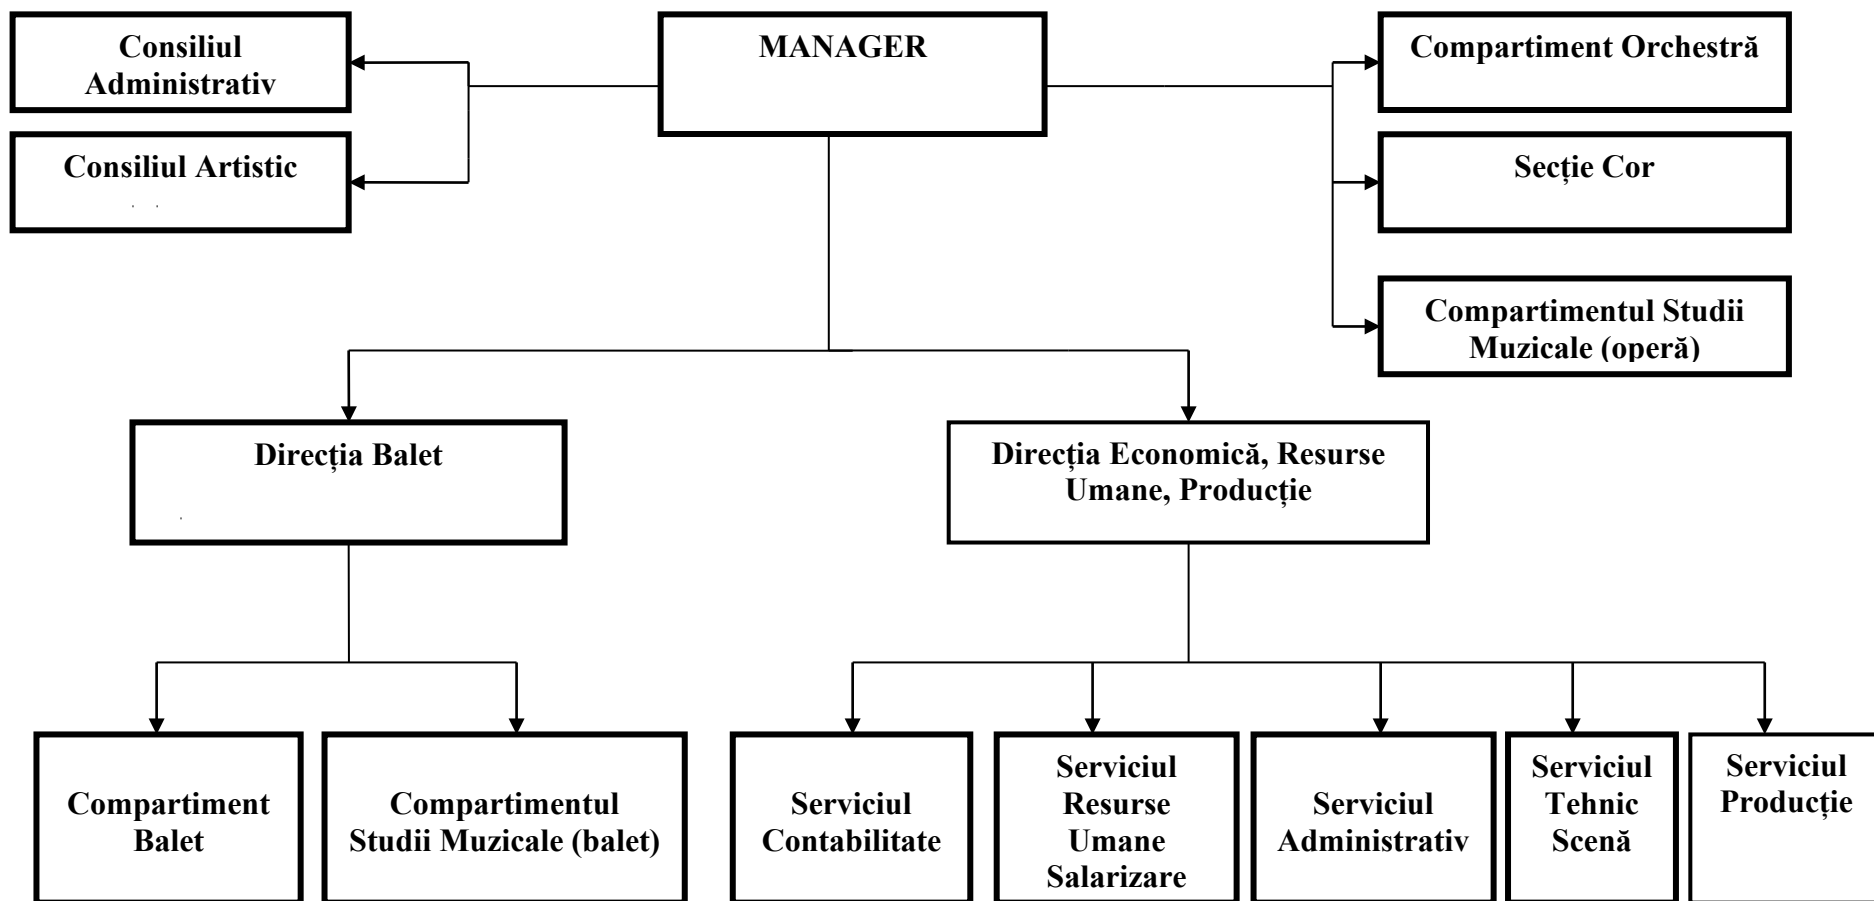 Consiliul
Administrativ
MANAGER
Compartiment Orchestră
Consiliul Artistic
Secție Cor
Compartimentul Studii
Muzicale (operă)
Direcția Balet
Direcția Economică, Resurse
Umane, Producție
Compartiment
Balet
Compartimentul
Studii Muzicale (balet)
Serviciul
Contabilitate
Serviciul
Resurse
Umane
Salarizare
Serviciul
Administrativ
Serviciul
Tehnic
Scenă
Serviciul
Producție